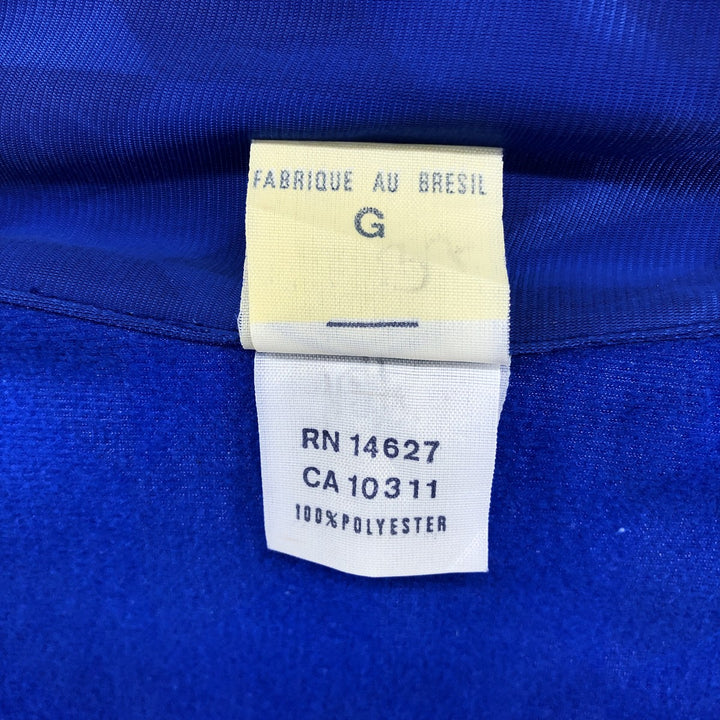 FABRIQUE AU BRESIL
G
RN 14627
CA 10311
100% POLYESTER